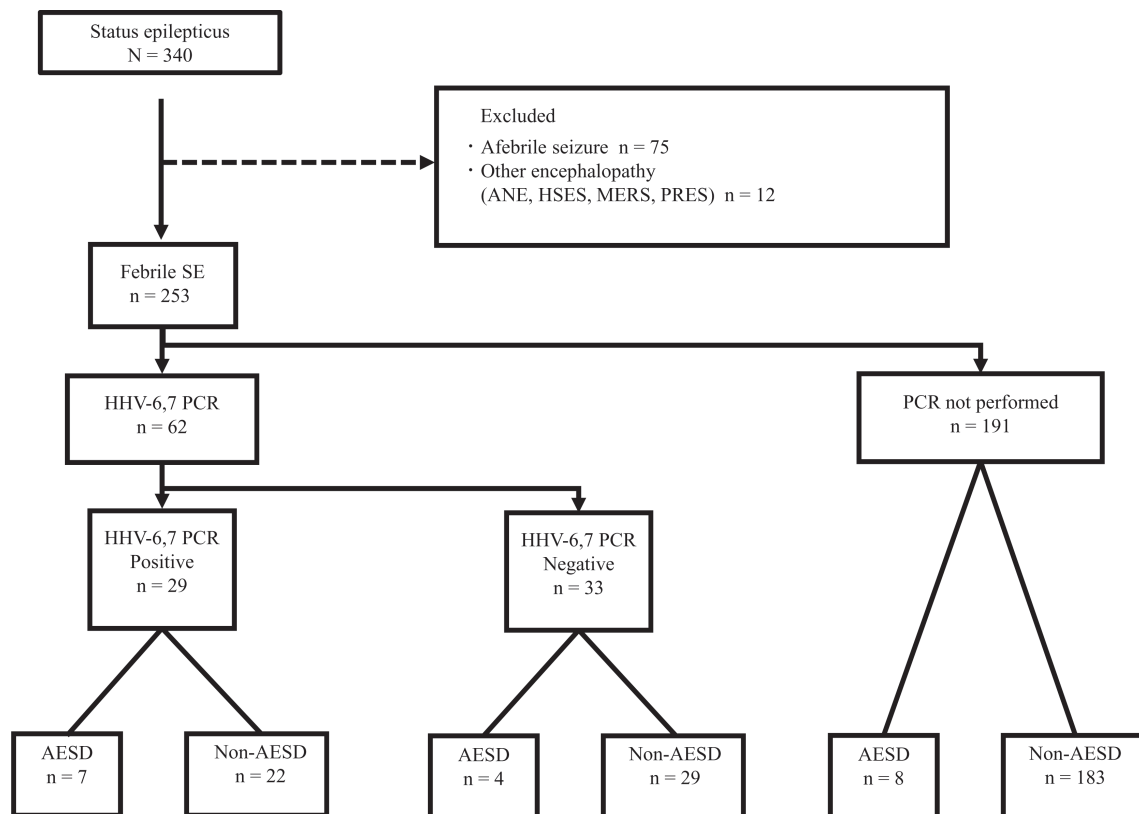 Status epilepticus
N = 340
Excluded
・Afebrile seizure n = 75
・Other encephalopathy
(ANE, HSES, MERS, PRES) n = 12
Febrile SE
n = 253
HHV-6,7 PCR
n = 62
PCR not performed
n = 191
HHV-6,7 PCR
Positive
n = 29
HHV-6,7 PCR
Negative
n = 33
AESD
n = 7
Non-AESD
n = 22
AESD
n = 4
Non-AESD
n = 29
AESD
n = 8
Non-AESD
n = 183